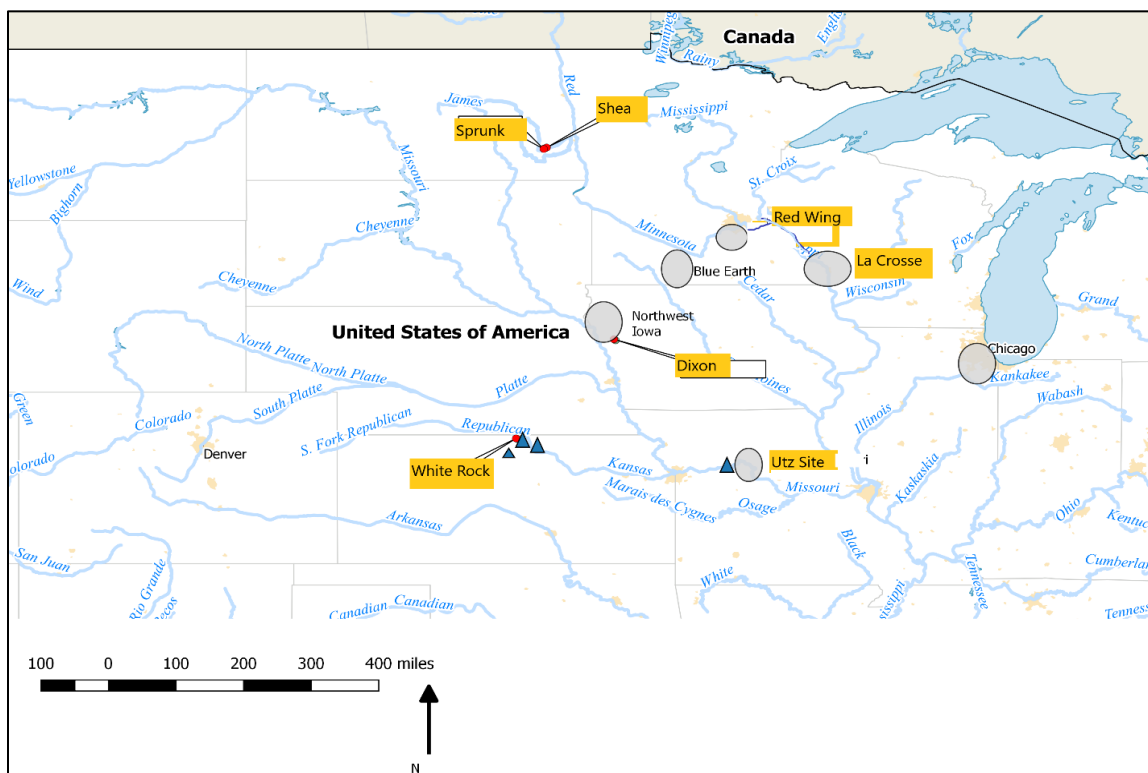 Canada
Winnipeg
Rainy
English
Red
James
Shea
Mississippi
Sprunk
Missouri
Yellowstone
Bighorn
St. Croix
Red Wing
Cheyenne
Minnesota
Fox
La Crosse
Blue Earth
Wind
Cheyenne
Cedar
Wisconsin
Grand
Northwest
Iowa
United States of America
North Platte
North Platte
Chicago
Dixon
oines
Kankakee
Platte
South Platte
Green
Colorado
Wabash
Illinois
S. Fork Republican
Republican
Denver
olorado
White Rock
Kansas
Utz Site
i
Missouri
Kaskaskia
Marais des Cygnes
Osage
Ohio
Arkansas
Kentuc
Black
San Juan
Rio Grande
Pecos
White
Tennessee
Cumberlan
Canadian
Canadian
ssissippi
Tennes
100
0
100
200
300
400 miles
N